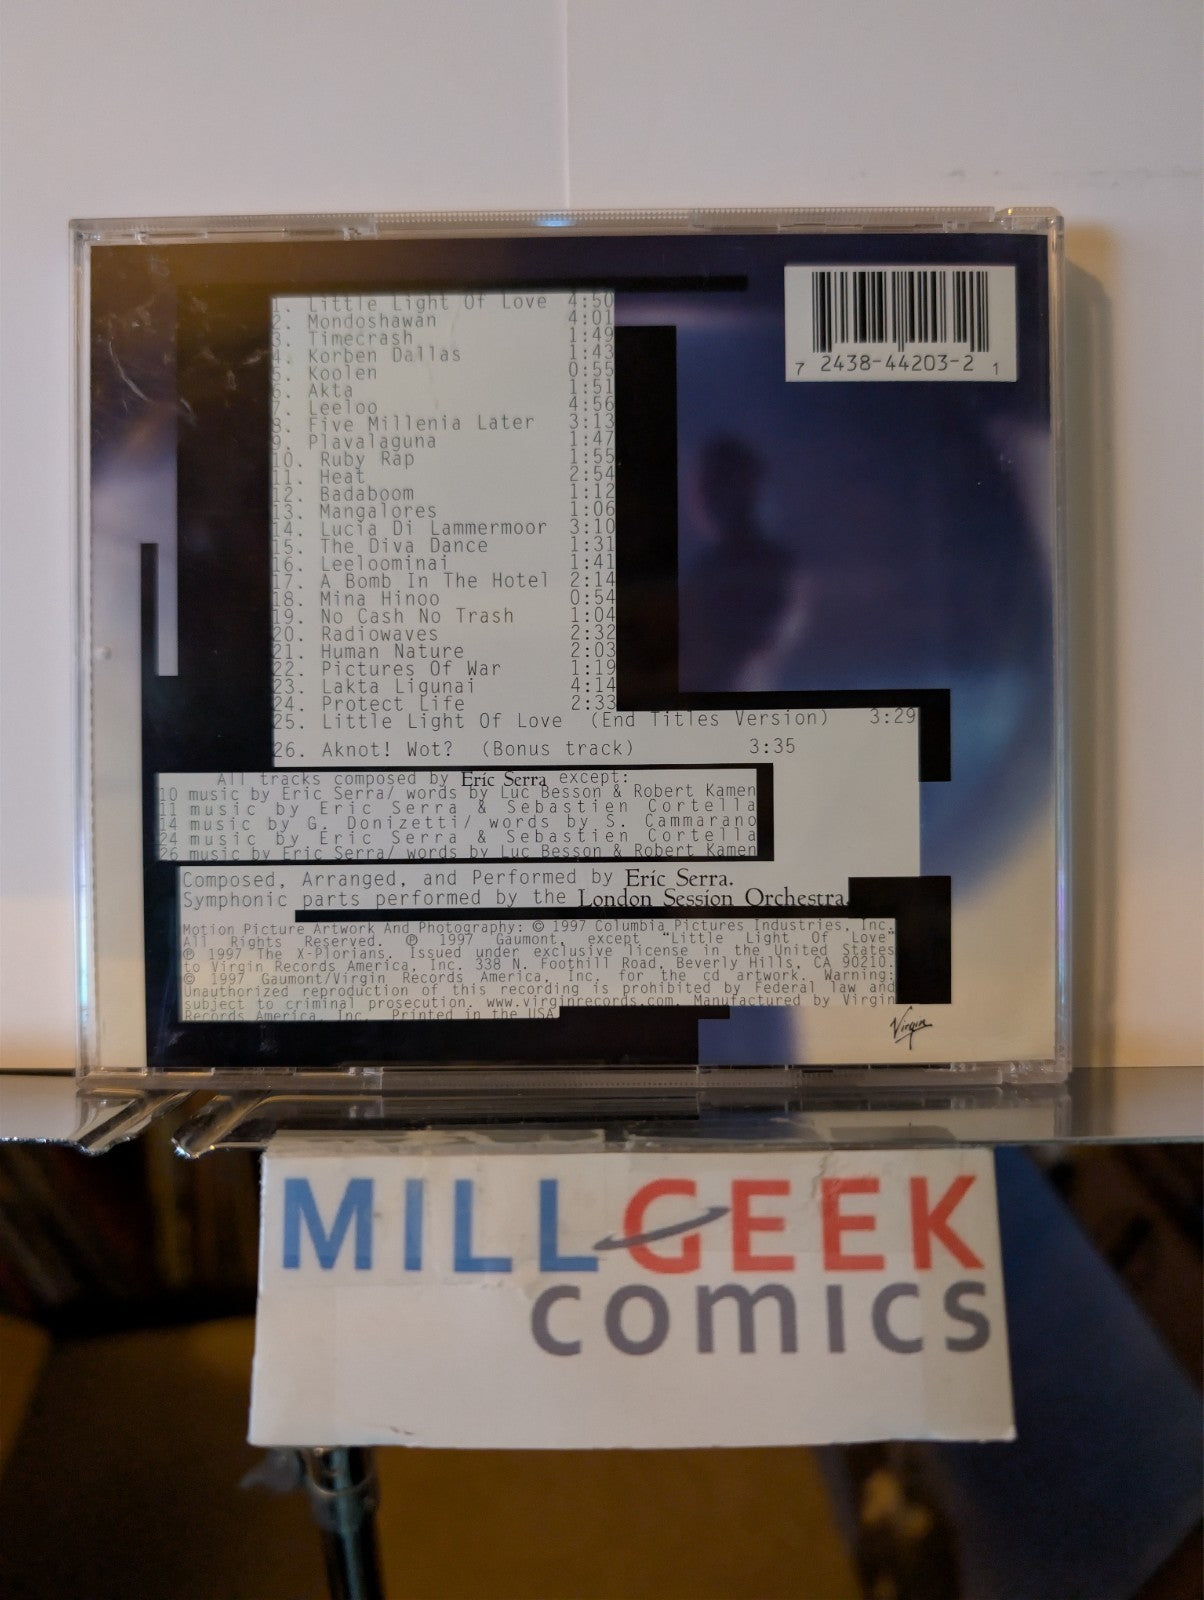 1. Little Light Of Love 4:50
2. Mondoshawan 4:01
3. Timecrash 1:49
4. Korben Dallas 1:43
5. Koolen 0:55
6. Akta 1:51
7. Leeloo 4:56
8. Five Millenia Later 3:13
9. Plavalaguna 1:47
10. Ruby Rap 1:55
11. Heat 2:54
12. Badaboom 1:12
13. Mangalores 1:06
14. Lucia Di Lammermoor 3:10
15. The Diva Dance 1:31
16. Leeloominai 1:41
17. A Bomb In The Hotel 2:14
18. Mina Hinoo 0:54
19. No Cash No Trash 1:04
20. Radiowaves 2:32
21. Human Nature 2:03
22. Pictures Of War 1:19
23. Lakta Ligunai 4:14
24. Protect Life 2:33
25. Little Light Of Love (End Titles Version) 3:29
26. Aknot! Wot? (Bonus track) 3:35
7 2438-44203-2 1
All tracks composed by Eric Serra except:
10 music by Eric Serra/ words by Luc Besson & Robert Kamen
11 music by Eric Serra & Sebastien Cortella
14 music by G. Donizetti/ words by S. Cammarano
24 music by Eric Serra & Sebastien Cortella
26 music by Eric Serra/ words by Luc Besson & Robert Kamen
Composed, Arranged, and Performed by Eric Serra.
Symphonic parts performed by the London Session Orchestra.
Motion Picture Artwork And Photography: © 1997 Columbia Pictures Industries, Inc.
All Rights Reserved. ℗ 1997 Gaumont, except "Little Light Of Love"
℗ 1997 The X-Plorians. Issued under exclusive license in the United States
to Virgin Records America, Inc. 338 N. Foothill Road, Beverly Hills, CA 90210.
© 1997 Gaumont/Virgin Records America, Inc. for the cd artwork. Warning:
Unauthorized reproduction of this recording is prohibited by Federal law and
subject to criminal prosecution. www.virginrecords.com. Manufactured by Virgin
Records America, Inc. Printed in the USA
Virgin
MILLGEEK
comics